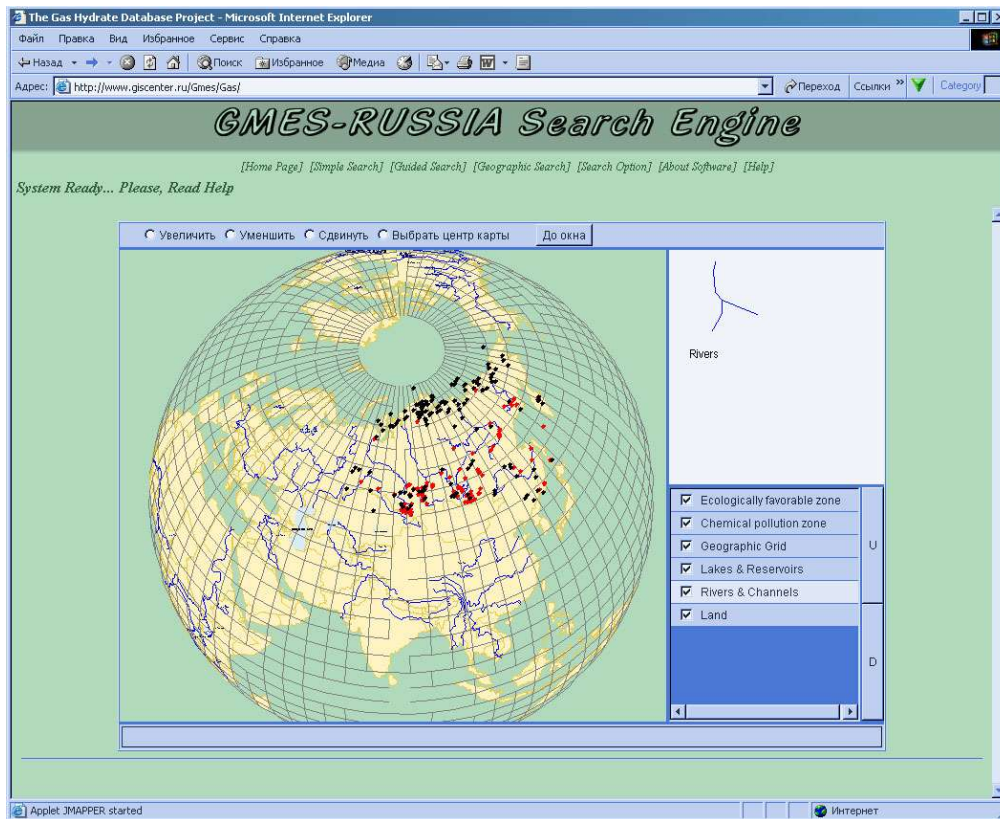 The Gas Hydrate Database Project - Microsoft Internet Explorer
Файл Правка Вид Избранное Сервис Справка
Назад Поиск Избранное Медиа
Адрес: http://www.giscenter.ru/Gmes/Gas/ Переход Ссылки » Category
GMES-RUSSIA Search Engine
[Home Page] [Simple Search] [Guided Search] [Geographic Search] [Search Option] [About Software] [Help]
System Ready... Please, Read Help
Увеличить Уменьшить Сдвинуть Выбрать центр карты До окна
Rivers
Ecologically favorable zone
Chemical pollution zone
Geographic Grid
U
Lakes & Reservoirs
Rivers & Channels
Land
D
Applet JMAPPER started Интернет